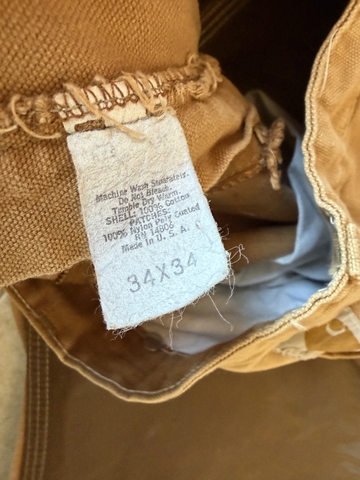 Machine Wash Separately.
Do Not Bleach.
Tumble Dry Warm.
SHELL: 100% Cotton
PATCHES:
100% Nylon Poly Coated
RN 14806
Made in U. S. A.
34X34